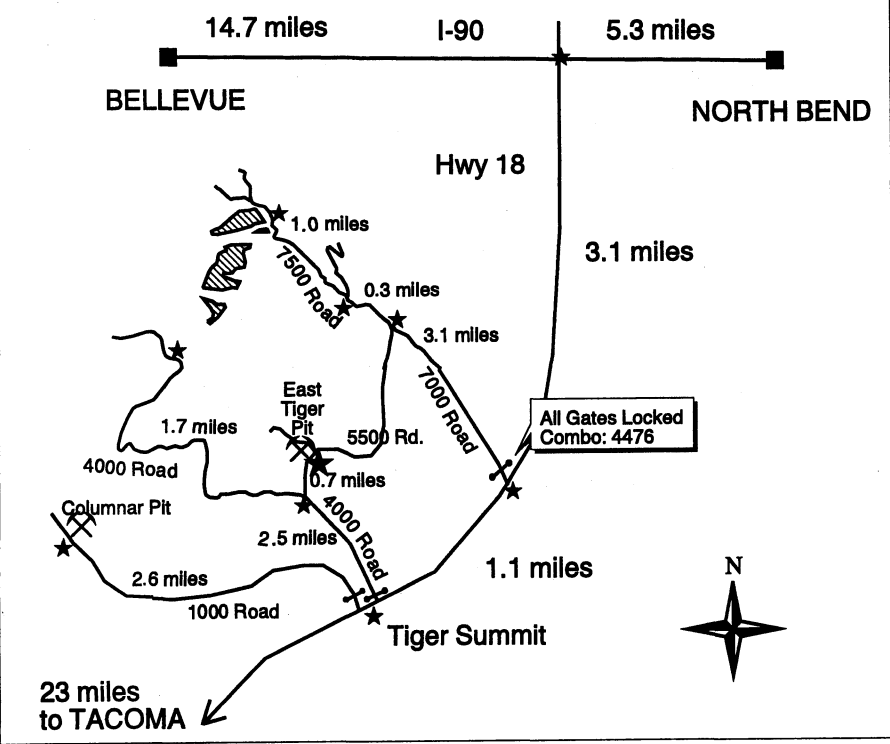 14.7 miles
I-90
5.3 miles
BELLEVUE
NORTH BEND
Hwy 18
3.1 miles
1.0 miles
7500 Road
0.3 miles
3.1 miles
7000 Road
East
Tiger
Pit
5500 Rd.
0.7 miles
All Gates Locked
Combo: 4476
1.7 miles
4000 Road
Columnar Pit
2.5 miles
4000 Road
2.6 miles
1000 Road
1.1 miles
N
Tiger Summit
23 miles
to TACOMA